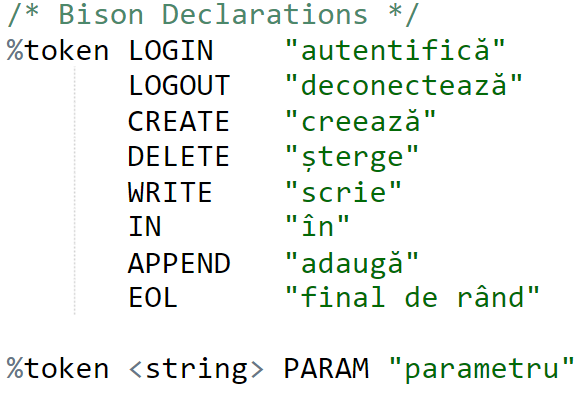 /* Bison Declarations */
%token LOGIN    "autentifică"
       LOGOUT   "deconectează"
       CREATE   "creează"
       DELETE   "șterge"
       WRITE    "scrie"
       IN       "în"
       APPEND   "adaugă"
       EOL      "final de rând"
%token <string> PARAM "parametru"